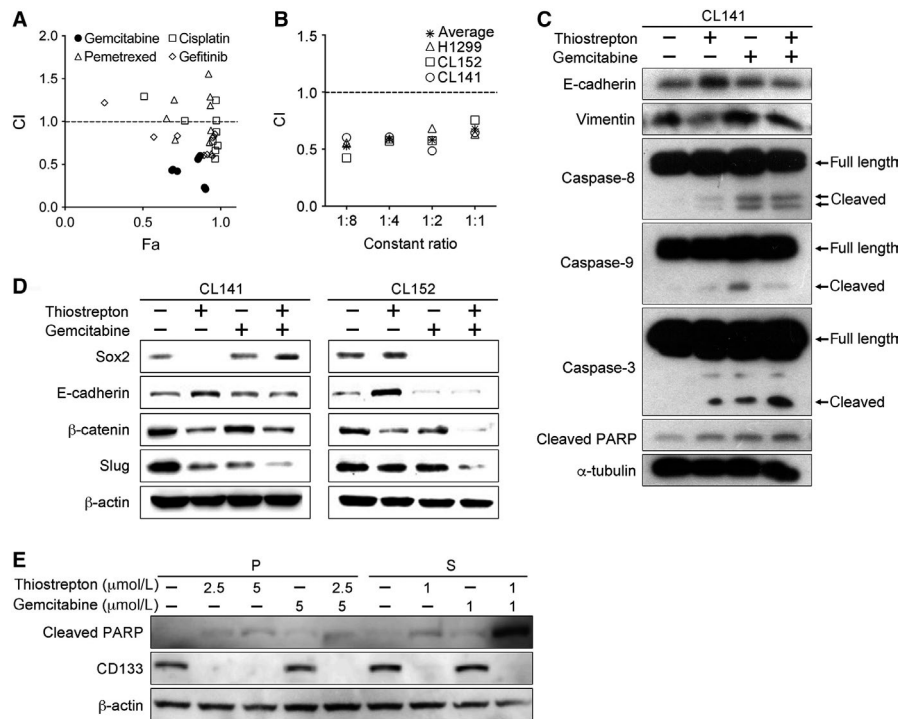 A
● Gemcitabine □ Cisplatin
△ Pemetrexed ◇ Gefitinib
2.0
1.5
1.0
0.5
0.0
CI
0.0 0.5 1.0
Fa
B
✳ Average
△ H1299
□ CL152
○ CL141
1.5
1.0
0.5
0.0
CI
1:8 1:4 1:2 1:1
Constant ratio
C
CL141
Thiostrepton − + − +
Gemcitabine − − + +
E-cadherin
Vimentin
Caspase-8
Full length
Cleaved
Caspase-9
Full length
Cleaved
Caspase-3
Full length
Cleaved
Cleaved PARP
α-tubulin
D
CL141 CL152
Thiostrepton − + − + − + − +
Gemcitabine − − + + − − + +
Sox2
E-cadherin
β-catenin
Slug
β-actin
E
P S
Thiostrepton (μmol/L) − 2.5 5 − 2.5 − 1 − 1
Gemcitabine (μmol/L) − − − 5 5 − − 1 1
Cleaved PARP
CD133
β-actin